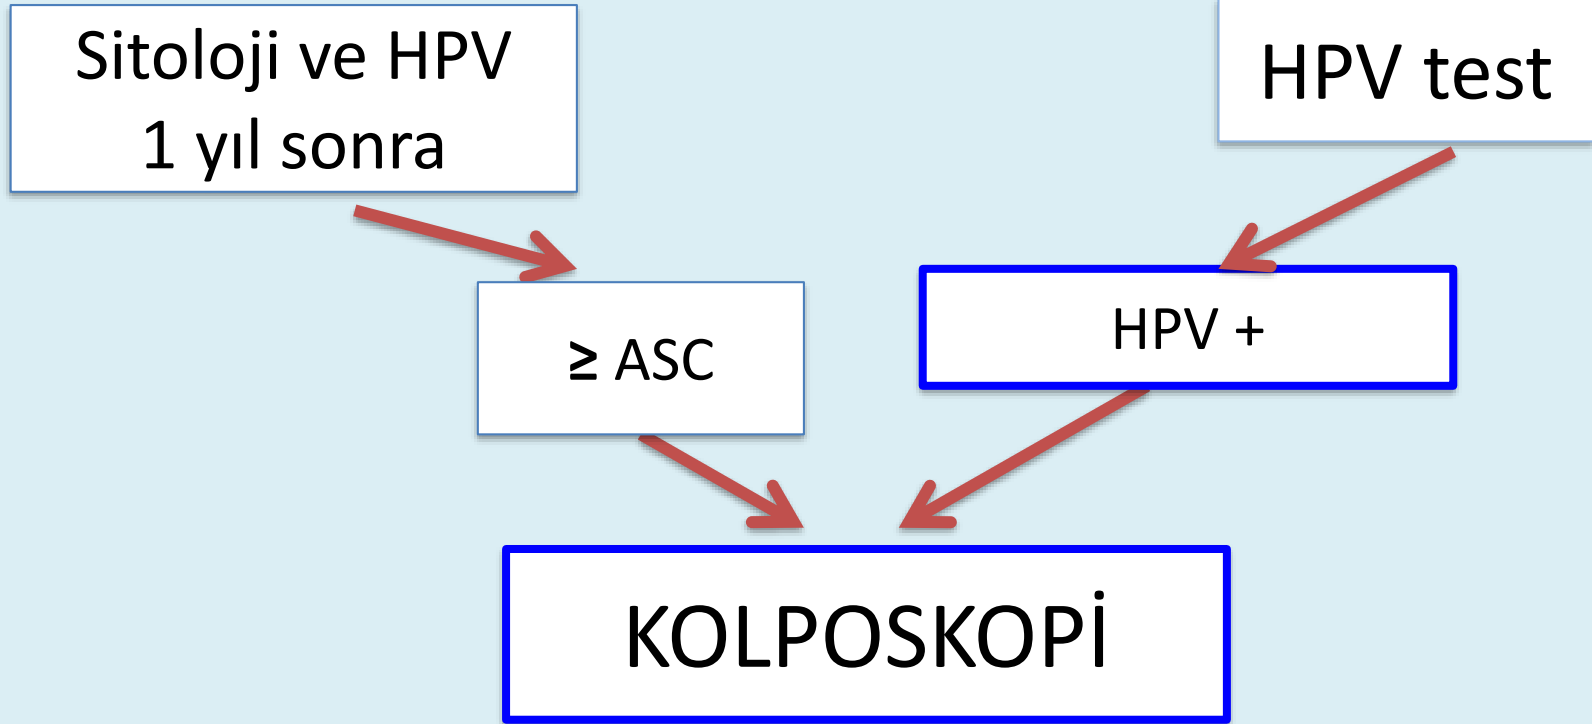 Sitoloji ve HPV
1 yıl sonra
HPV test
≥ ASC
HPV +
KOLPOSKOPİ